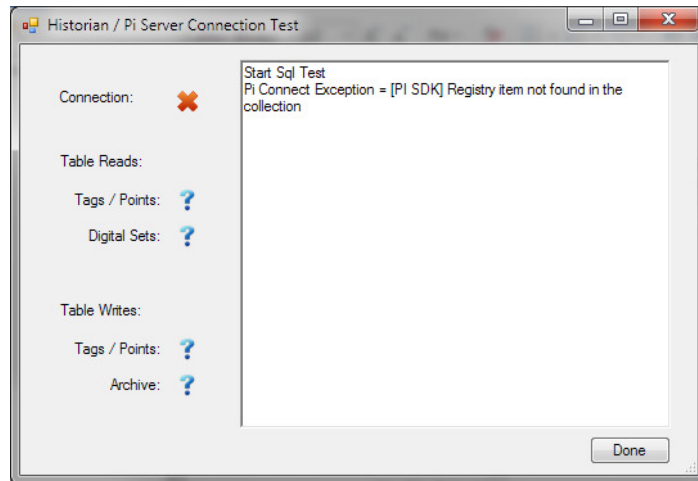 Historian / Pi Server Connection Test
Connection:
Start Sql Test
Pi Connect Exception = [PI SDK] Registry item not found in the
collection
Table Reads:
Tags / Points:
Digital Sets:
Table Writes:
Tags / Points:
Archive:
Done